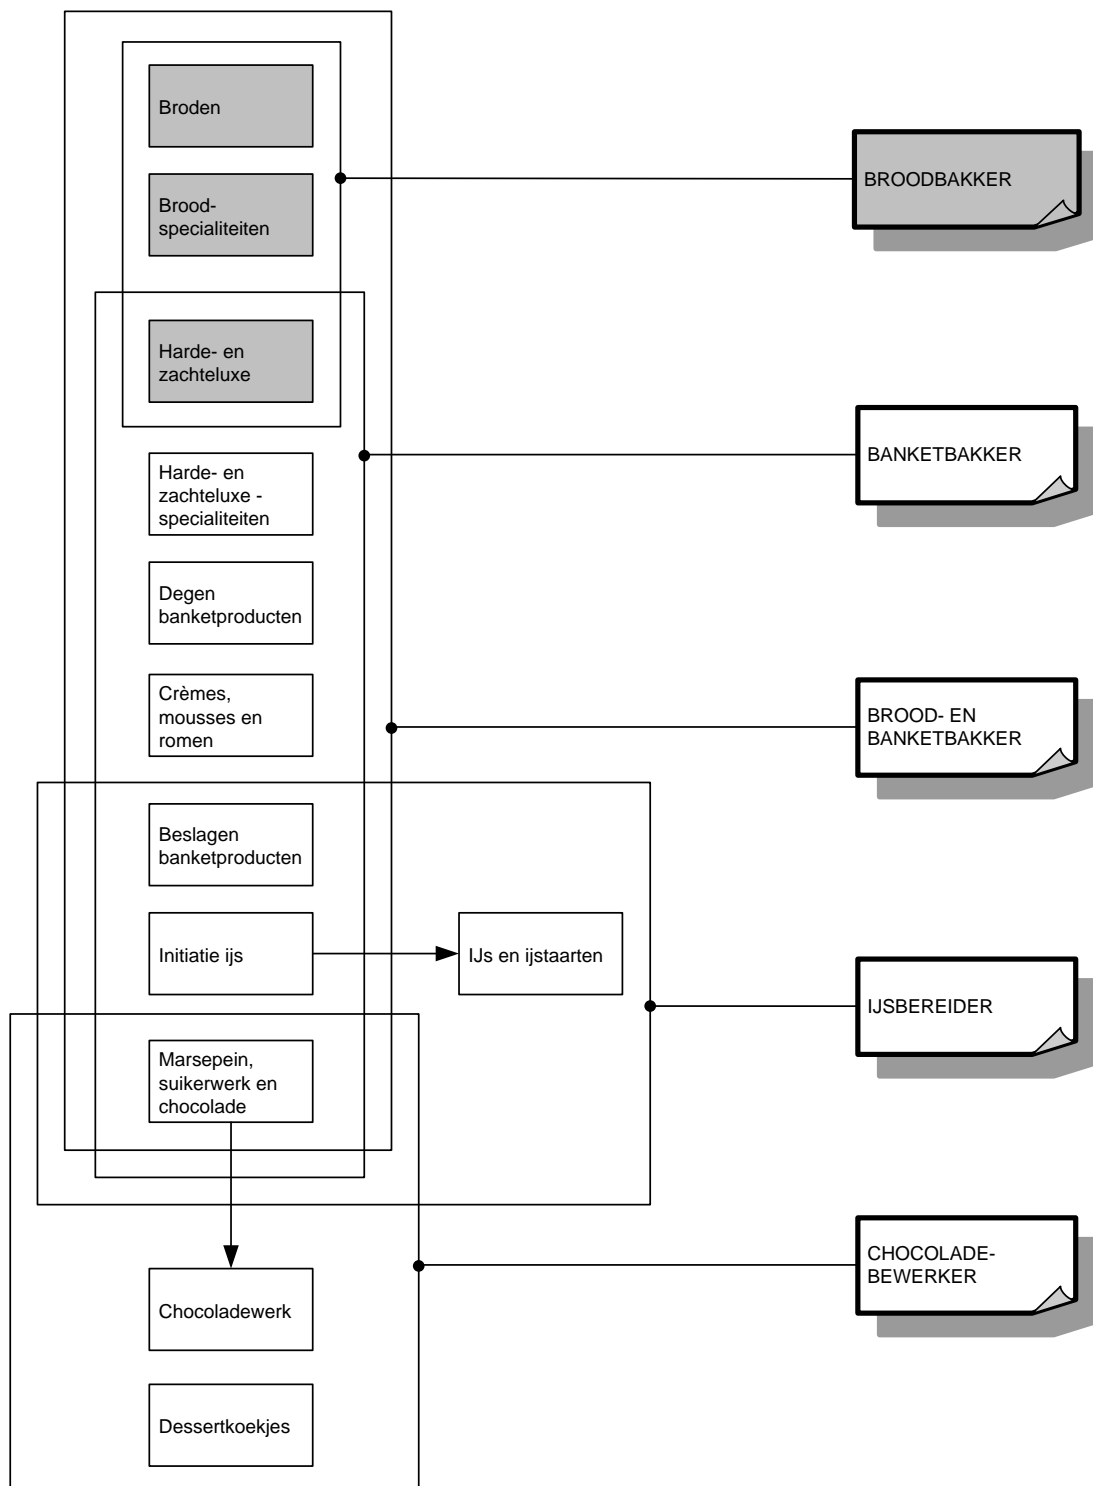 Broden
BROODBAKKER
Brood-
specialiteiten
Harde- en
zachteluxe
BANKETBAKKER
Harde- en
zachteluxe -
specialiteiten
Degen
banketproducten
Crèmes,
mousses en
romen
BROOD- EN
BANKETBAKKER
Beslagen
banketproducten
Initiatie ijs
IJs en ijstaarten
IJSBEREIDER
Marsepein,
suikerwerk en
chocolade
CHOCOLADE-
BEWERKER
Chocoladewerk
Dessertkoekjes